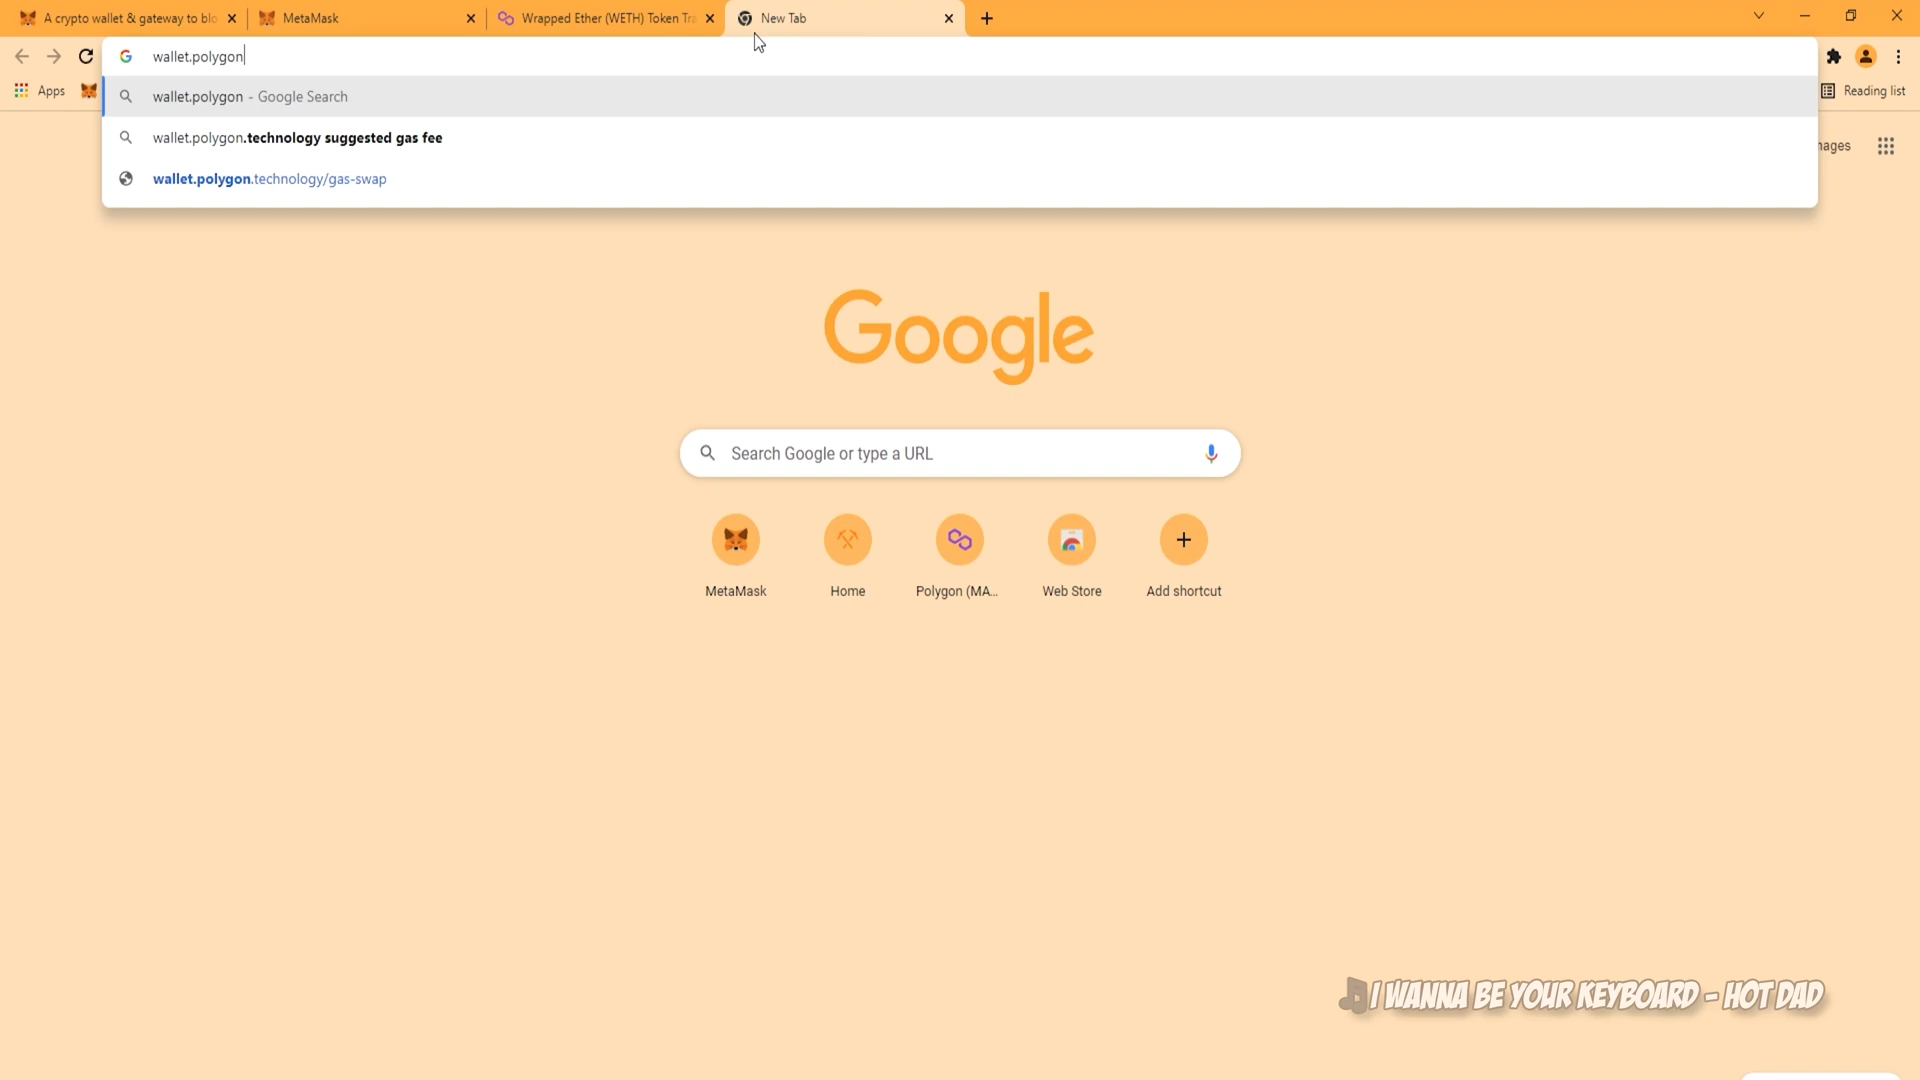 A crypto wallet & gateway to blo
MetaMask
Wrapped Ether (WETH) Token Tra
New Tab
wallet.polygon
Apps
wallet.polygon - Google Search
Reading list
wallet.polygon.technology suggested gas fee
ages
wallet.polygon.technology/gas-swap
Google
Search Google or type a URL
MetaMask
Home
Polygon (MA...
Web Store
Add shortcut
I WANNA BE YOUR KEYBOARD - HOT DAD